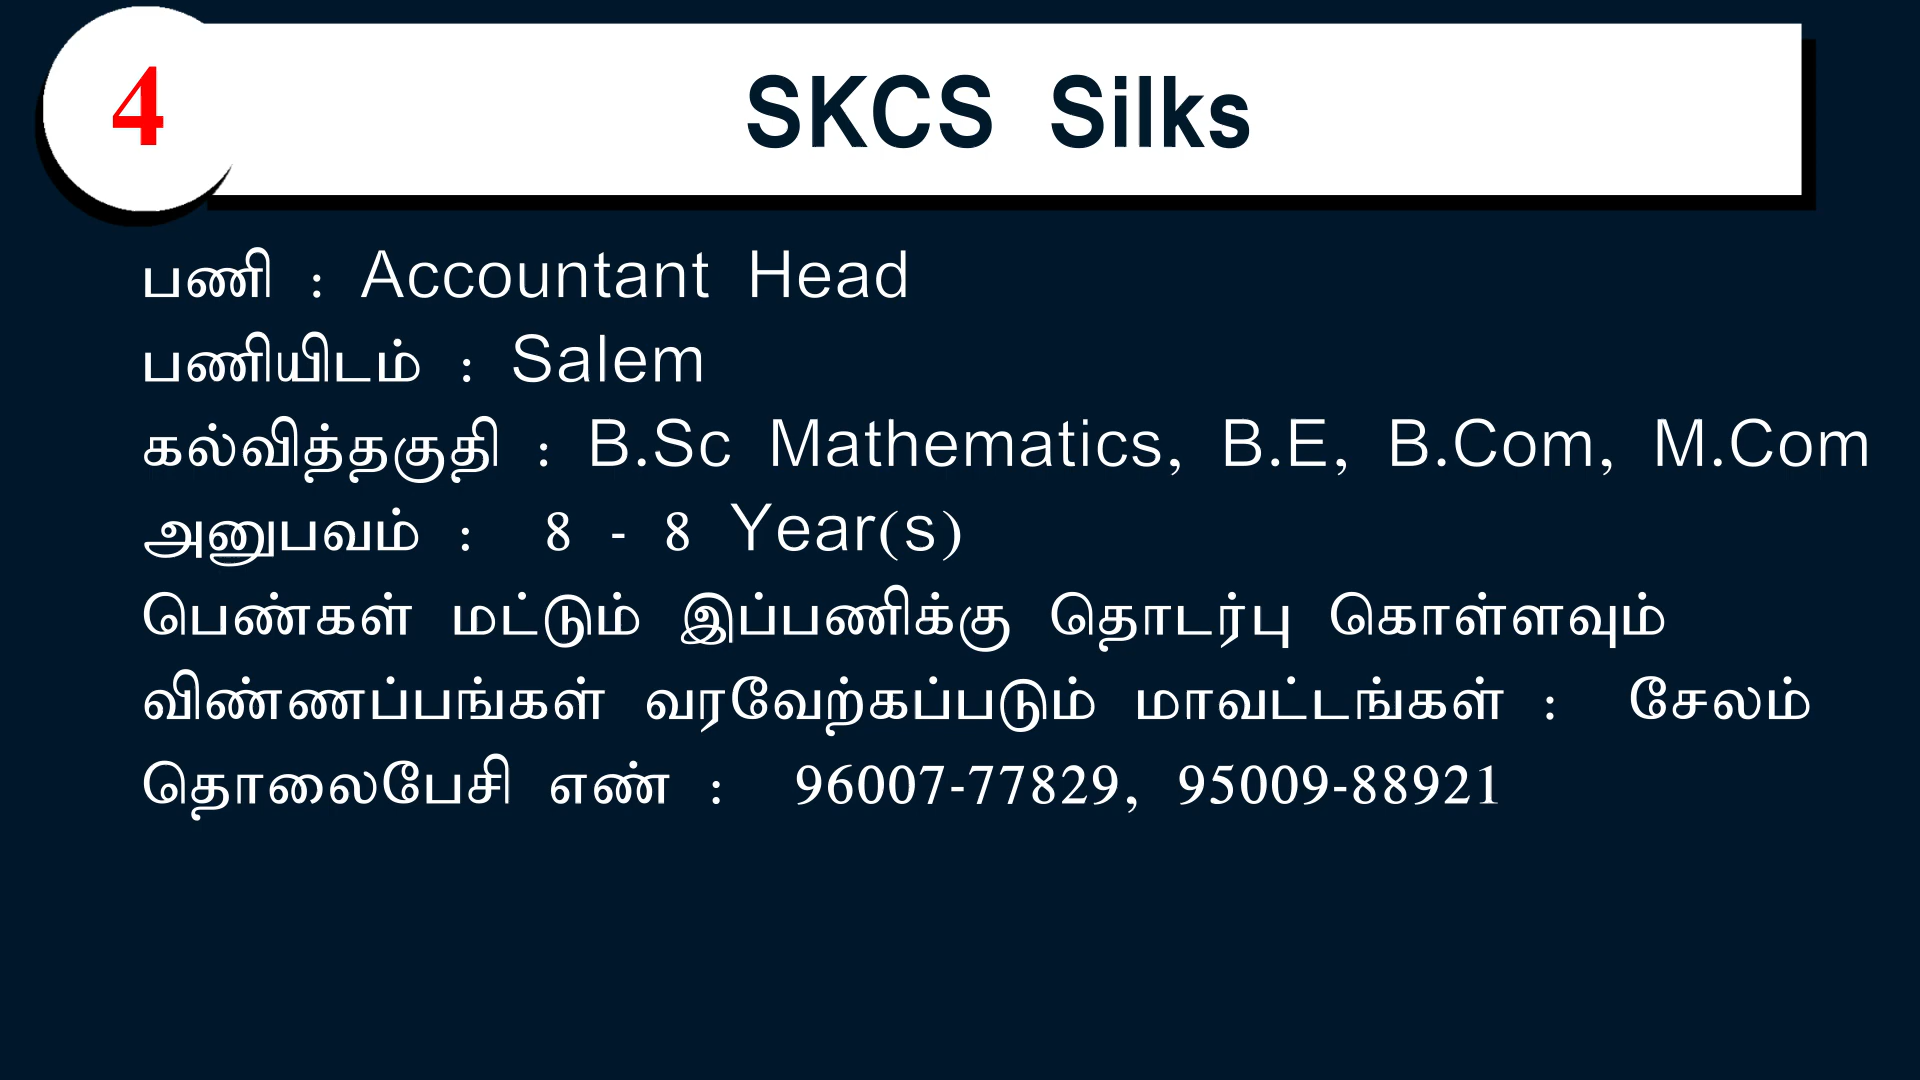 4
SKCS Silks
பணி : Accountant Head
பணியிடம் : Salem
கல்வித்தகுதி : B.Sc Mathematics, B.E, B.Com, M.Com
அனுபவம் : 8 - 8 Year(s)
பெண்கள் மட்டும் இப்பணிக்கு தொடர்பு கொள்ளவும்
விண்ணப்பங்கள் வரவேற்கப்படும் மாவட்டங்கள் : சேலம்
தொலைபேசி எண் : 96007-77829, 95009-88921